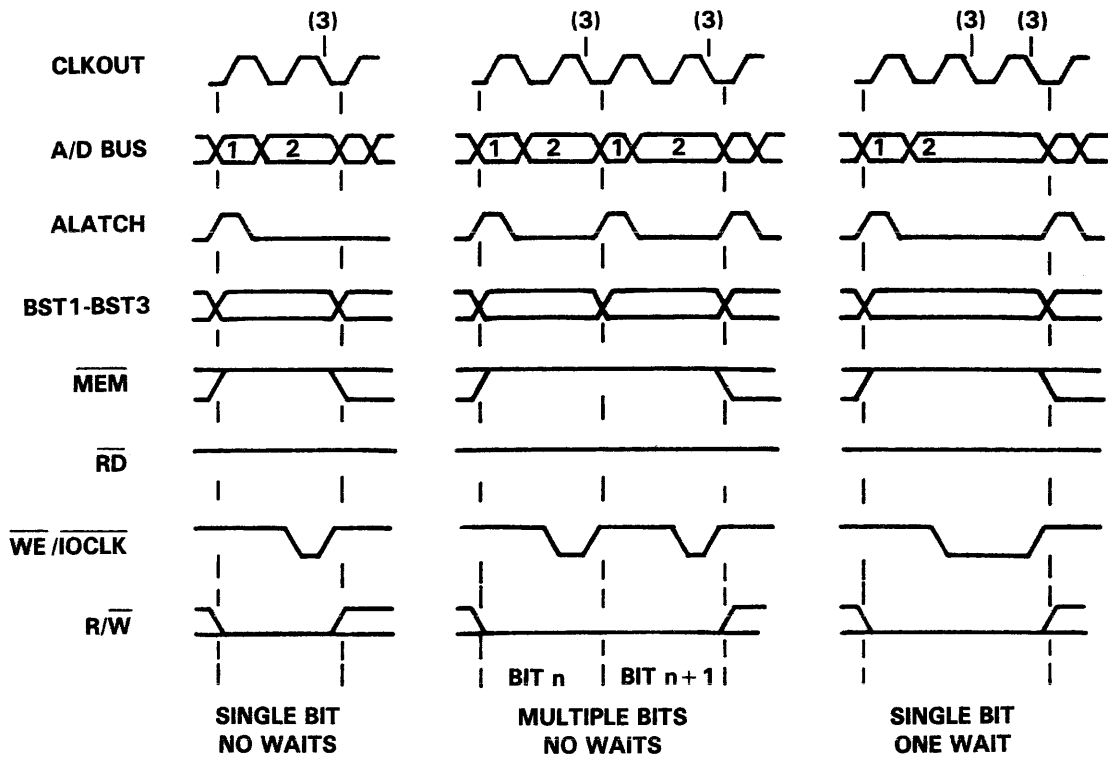 (3) (3) (3) (3) (3)
CLKOUT
A/D BUS 1 2 1 2 1 2 1 2
ALATCH
BST1-BST3
MEM
RD
WE/IOCLK
R/W
BIT n BIT n+1
SINGLE BIT
NO WAITS
MULTIPLE BITS
NO WAITS
SINGLE BIT
ONE WAIT